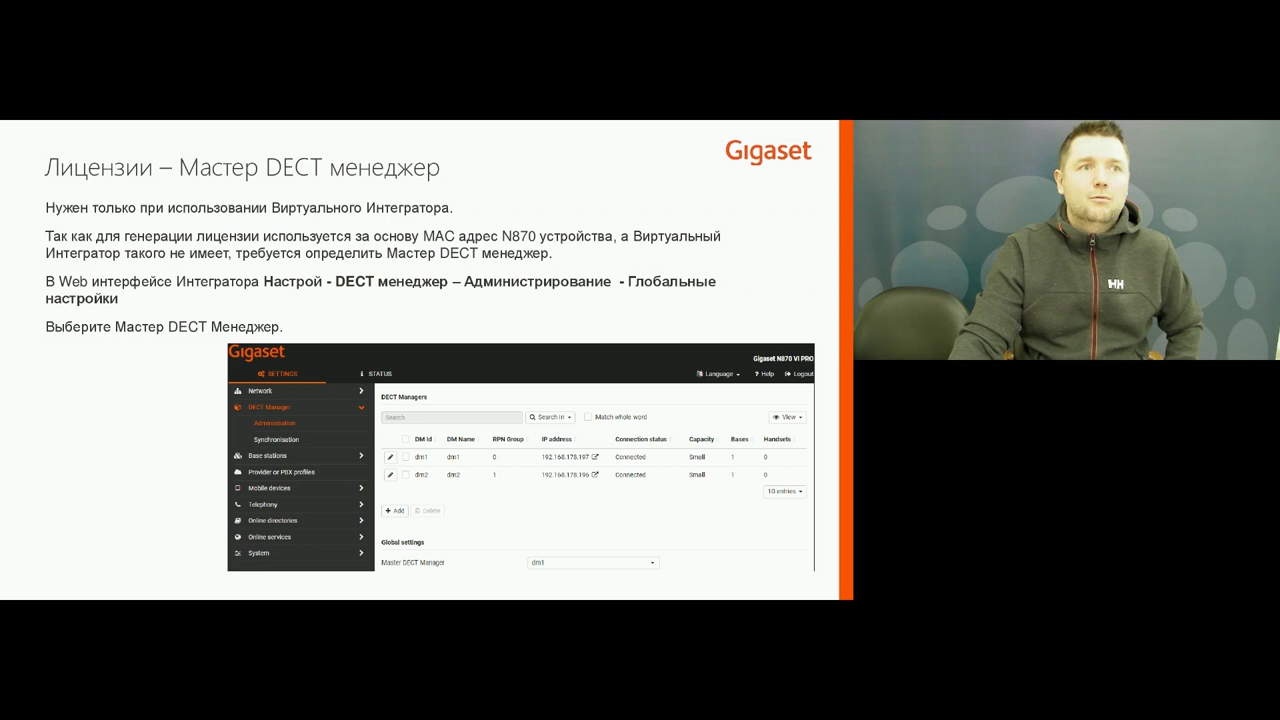 Gigaset
Лицензии – Мастер DECT менеджер
Нужен только при использовании Виртуального Интегратора.
Так как для генерации лицензии используется за основу MAC адрес N870 устройства, а Виртуальный
Интегратор такого не имеет, требуется определить Мастер DECT менеджер.
В Web интерфейсе Интегратора Настрой - DECT менеджер – Администрирование - Глобальные
настройки
Выберите Мастер DECT Менеджер.
Gigaset
Gigaset N870 VI PRO
SETTINGS STATUS Language Help Logout
Network
DECT Manager
Administration
Synchronisation
Base stations
Provider or PBX profiles
Mobile devices
Telephony
Online directories
Online services
System
DECT Managers
Search Search in Match whole word View
DM Id DM Name RPN Group IP address Connection status Capacity Bases Handsets
dm1 dm1 0 192.168.178.197 Connected Small 1 0
dm2 dm2 1 192.168.178.196 Connected Small 1 0
10 entries
Add Delete
Global settings
Master DECT Manager dm1
HH